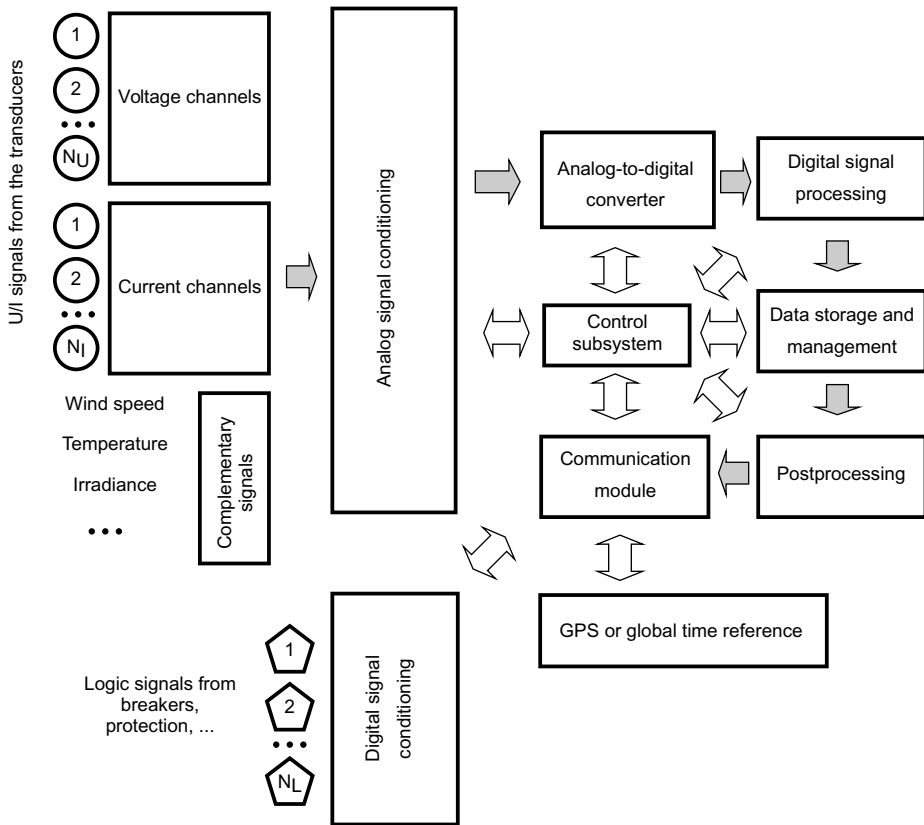 U/I signals from the transducers
1
2
...
NU
Voltage channels
1
2
...
NI
Current channels
Wind speed
Temperature
Irradiance
...
Complementary
signals
Analog signal conditioning
Analog-to-digital
converter
Digital signal
processing
Control
subsystem
Data storage and
management
Communication
module
Postprocessing
GPS or global time reference
Logic signals from
breakers,
protection, ...
1
2
...
NL
Digital signal
conditioning